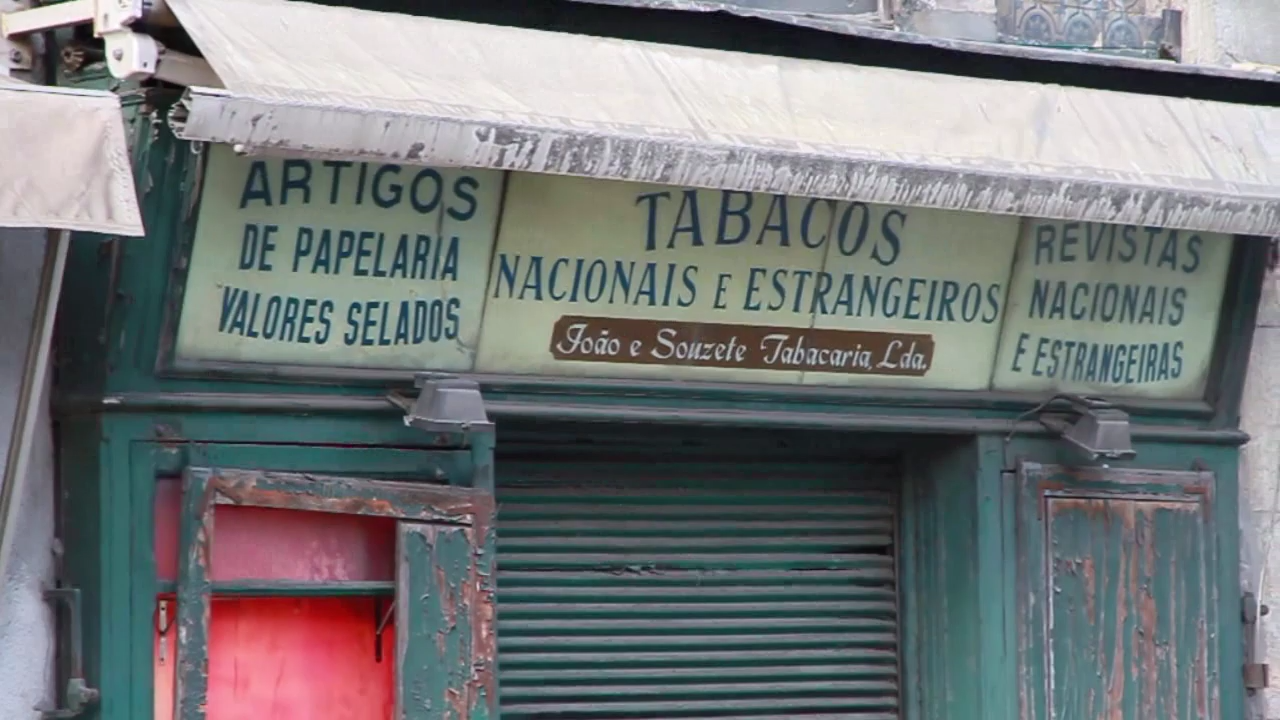 ARTIGOS
DE PAPELARIA
VALORES SELADOS
TABACOS
NACIONAIS E ESTRANGEIROS
João e Souzete Tabacaria, Lda.
REVISTAS
NACIONAIS
E ESTRANGEIRAS